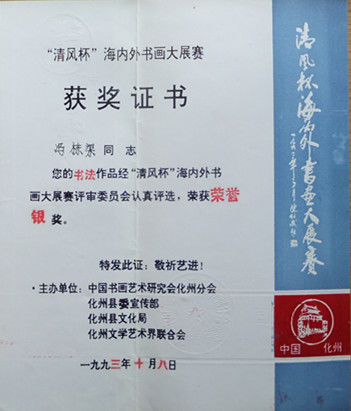 “清风杯”海内外书画大展赛
获奖证书
同志
您的书法作品经“清风杯”海内外书
画大展赛评审委员会认真评选，荣获荣誉
银奖。
特发此证；敬祈艺进！
·主办单位：中国书画艺术研究会化州分会
化州县委宣传部
化州县文化局
化州文学艺术界联合会
一九九三年十月八日
清风杯海内外书画大展赛
中国 化州